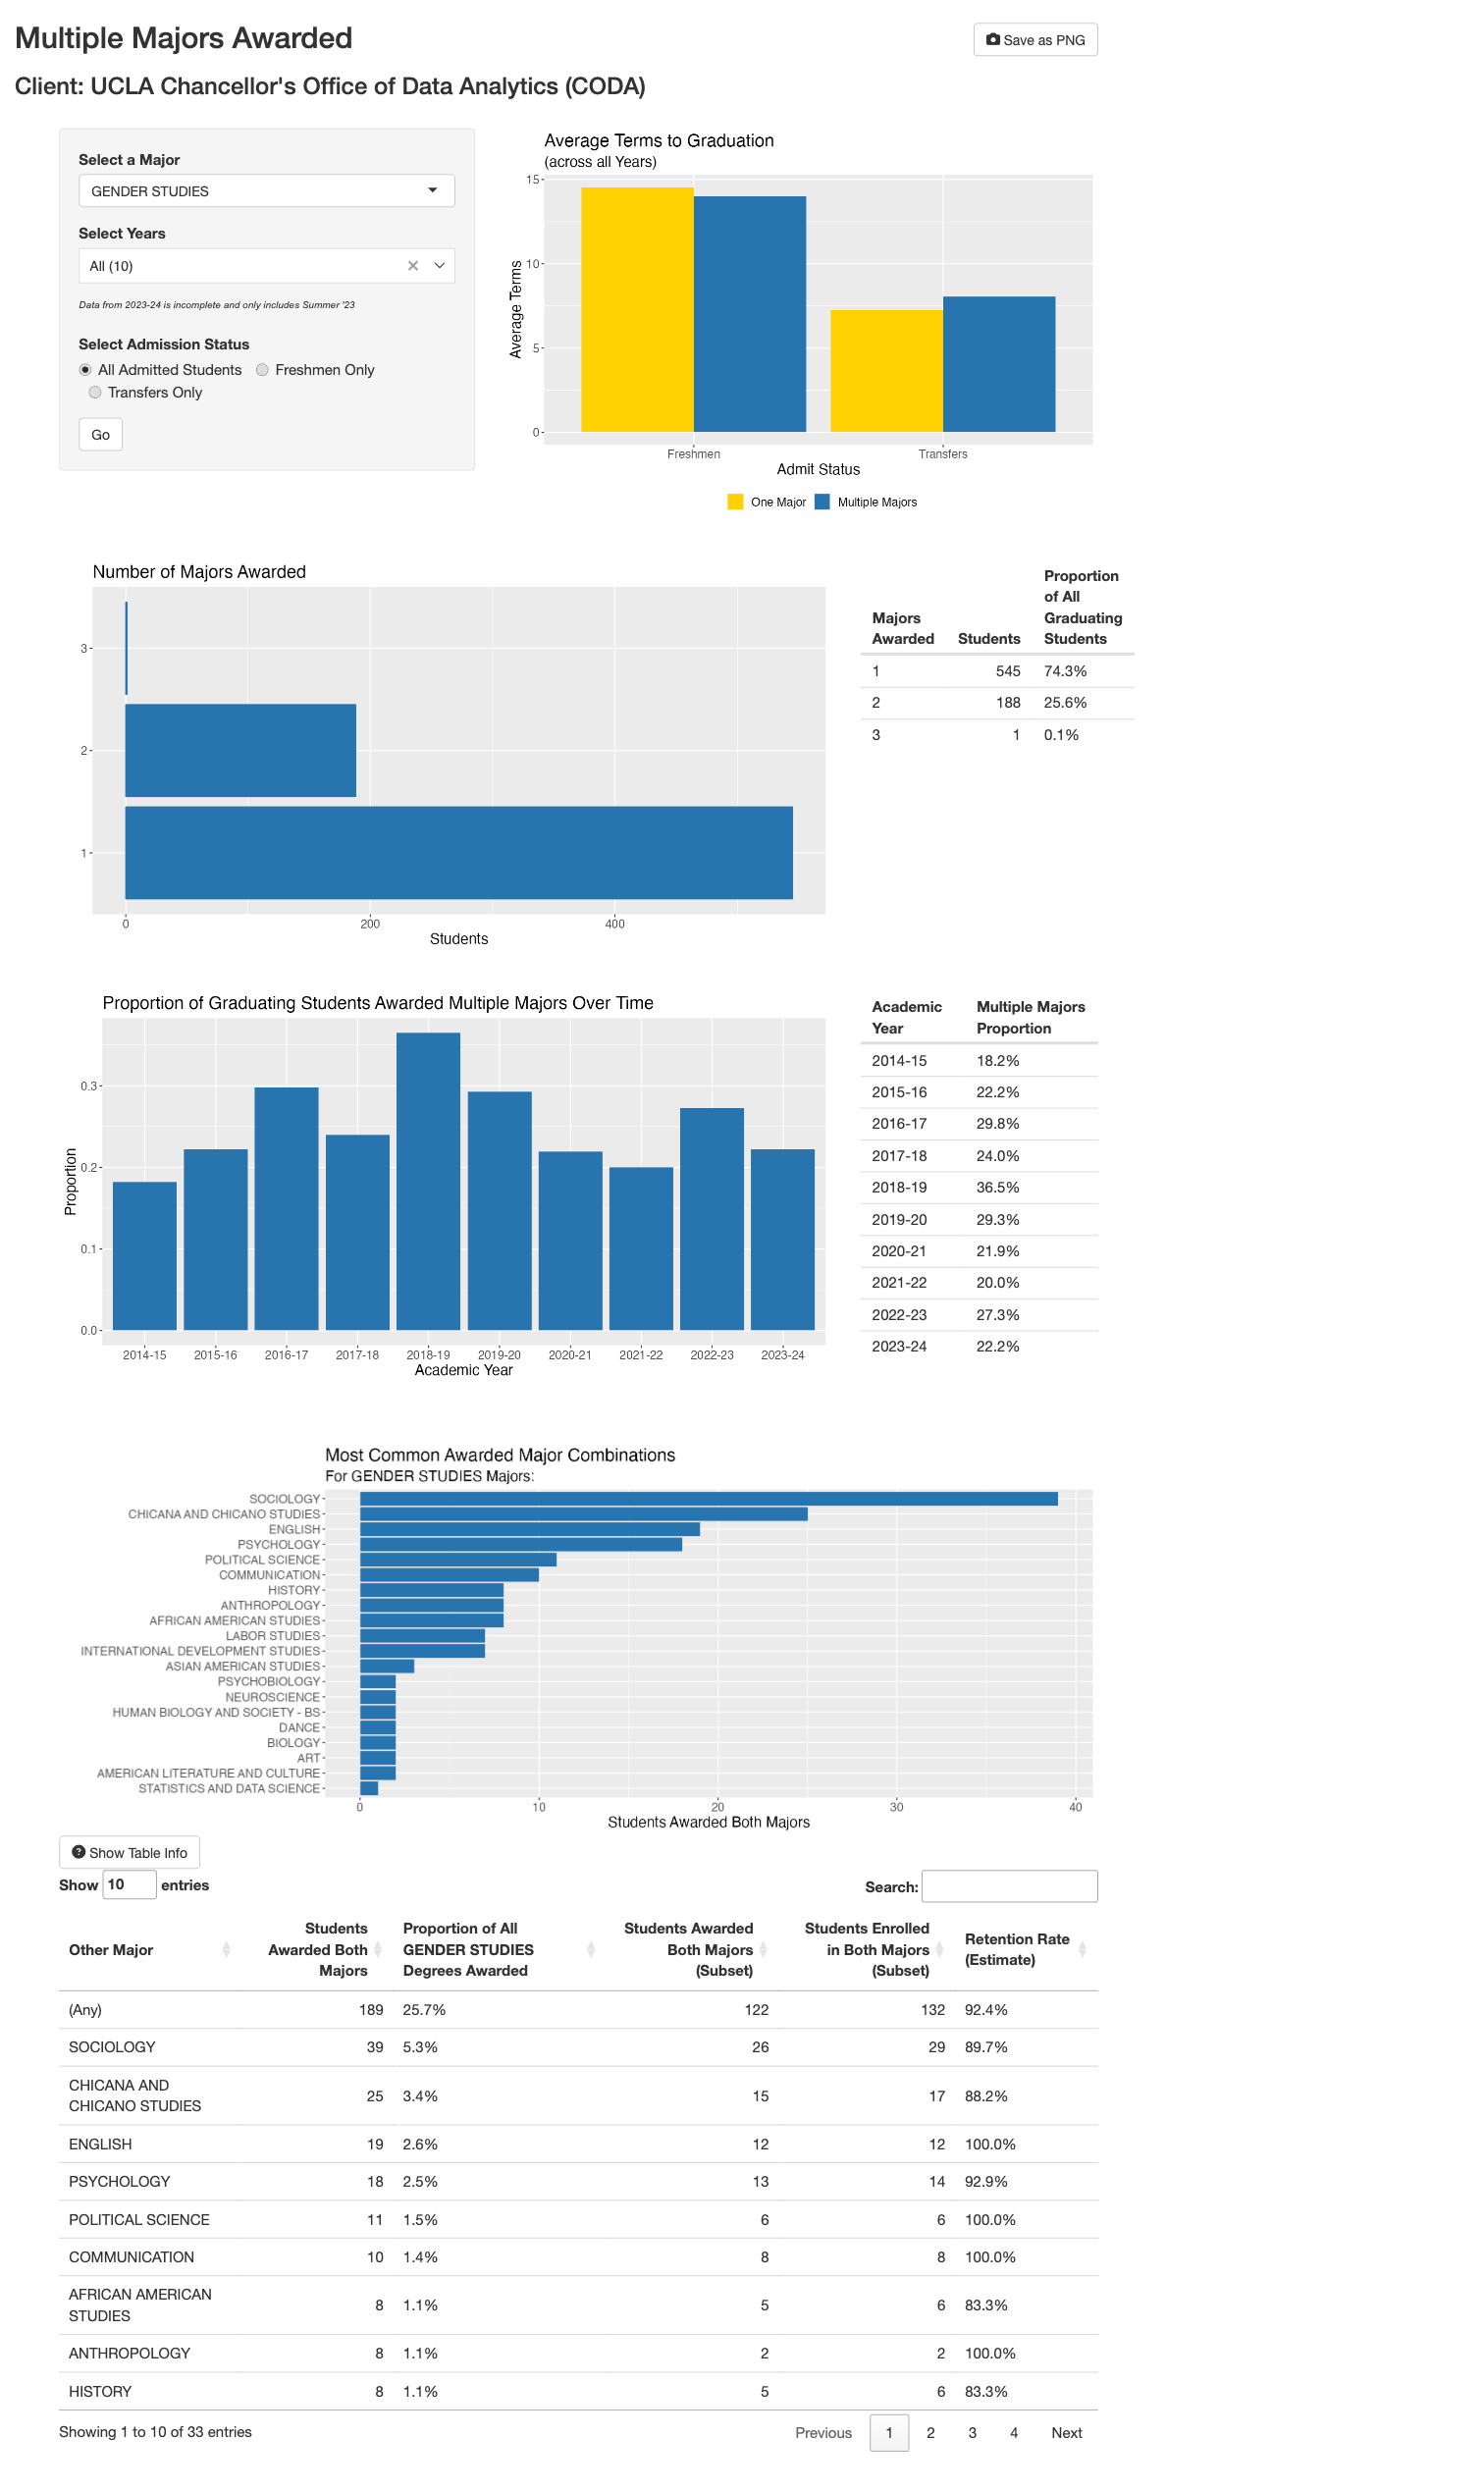 Multiple Majors Awarded
Save as PNG
Client: UCLA Chancellor's Office of Data Analytics (CODA)
Select a Major
GENDER STUDIES
Select Years
All (10)
Data from 2023-24 is incomplete and only includes Summer '23
Select Admission Status
All Admitted Students Freshmen Only
Transfers Only
Go
Average Terms to Graduation
(across all Years)
15
10
5
0
Average Terms
Freshmen Transfers
Admit Status
One Major Multiple Majors
Number of Majors Awarded
3
2
1
0 200 400
Students
Majors Awarded Students Proportion of All Graduating Students
1 545 74.3%
2 188 25.6%
3 1 0.1%
Proportion of Graduating Students Awarded Multiple Majors Over Time
0.3
0.2
0.1
0.0
Proportion
2014-15 2015-16 2016-17 2017-18 2018-19 2019-20 2020-21 2021-22 2022-23 2023-24
Academic Year
Academic Year Multiple Majors Proportion
2014-15 18.2%
2015-16 22.2%
2016-17 29.8%
2017-18 24.0%
2018-19 36.5%
2019-20 29.3%
2020-21 21.9%
2021-22 20.0%
2022-23 27.3%
2023-24 22.2%
Most Common Awarded Major Combinations
For GENDER STUDIES Majors:
SOCIOLOGY
CHICANA AND CHICANO STUDIES
ENGLISH
PSYCHOLOGY
POLITICAL SCIENCE
COMMUNICATION
HISTORY
ANTHROPOLOGY
AFRICAN AMERICAN STUDIES
LABOR STUDIES
INTERNATIONAL DEVELOPMENT STUDIES
ASIAN AMERICAN STUDIES
PSYCHOBIOLOGY
NEUROSCIENCE
HUMAN BIOLOGY AND SOCIETY - BS
DANCE
BIOLOGY
ART
AMERICAN LITERATURE AND CULTURE
STATISTICS AND DATA SCIENCE
0 10 20 30 40
Students Awarded Both Majors
Show Table Info
Show 10 entries
Search:
Other Major Students Awarded Both Majors Proportion of All GENDER STUDIES Degrees Awarded Students Awarded Both Majors (Subset) Students Enrolled in Both Majors (Subset) Retention Rate (Estimate)
(Any) 189 25.7% 122 132 92.4%
SOCIOLOGY 39 5.3% 26 29 89.7%
CHICANA AND CHICANO STUDIES 25 3.4% 15 17 88.2%
ENGLISH 19 2.6% 12 12 100.0%
PSYCHOLOGY 18 2.5% 13 14 92.9%
POLITICAL SCIENCE 11 1.5% 6 6 100.0%
COMMUNICATION 10 1.4% 8 8 100.0%
AFRICAN AMERICAN STUDIES 8 1.1% 5 6 83.3%
ANTHROPOLOGY 8 1.1% 2 2 100.0%
HISTORY 8 1.1% 5 6 83.3%
Showing 1 to 10 of 33 entries
Previous 1 2 3 4 Next